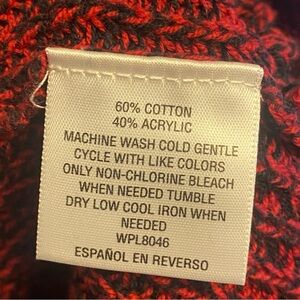 60% COTTON
40% ACRYLIC
MACHINE WASH COLD GENTLE
CYCLE WITH LIKE COLORS
ONLY NON-CHLORINE BLEACH
WHEN NEEDED TUMBLE
DRY LOW COOL IRON WHEN
NEEDED
WPL8046
ESPAÑOL EN REVERSO